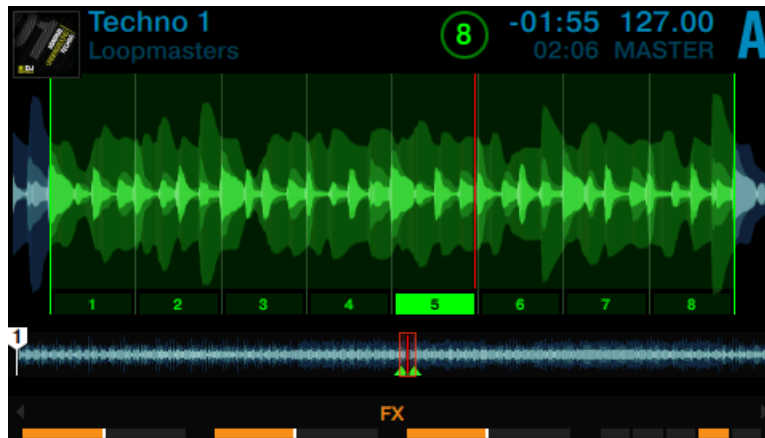 Techno 1
Loopmasters
8
-01:55 127.00
02:06 MASTER
A
1 2 3 4 5 6 7 8
1
FX